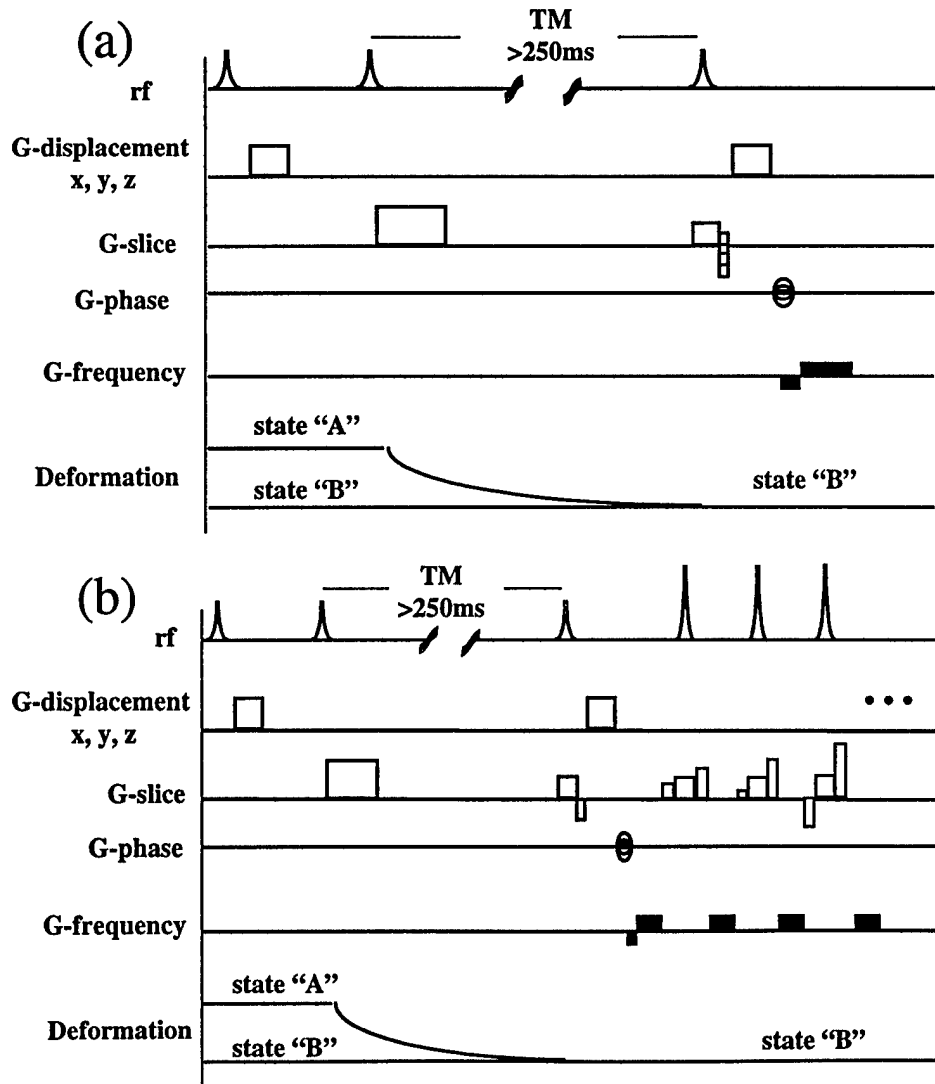 (a)
TM
>250ms
rf
G-displacement
x, y, z
G-slice
G-phase
G-frequency
state “A”
Deformation
state “B”
state “B”
(b)
TM
>250ms
rf
G-displacement
x, y, z
G-slice
G-phase
G-frequency
state “A”
Deformation
state “B”
state “B”